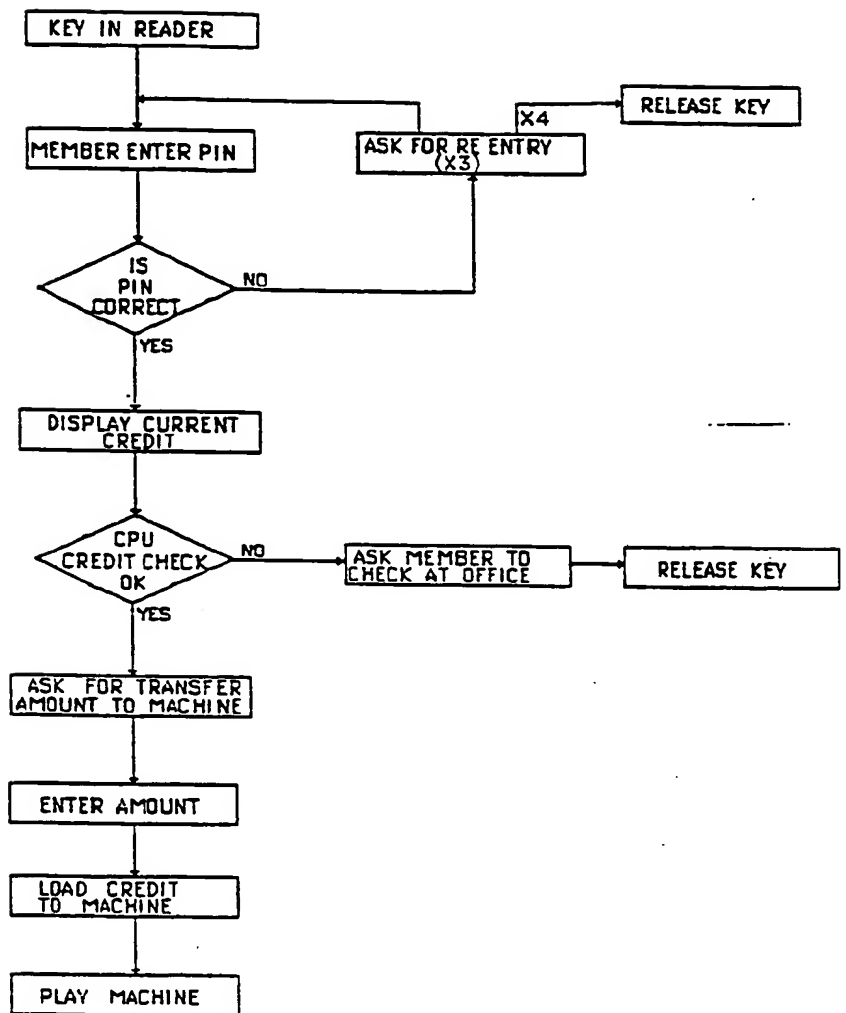 KEY IN READER
RELEASE KEY
X4
MEMBER ENTER PIN
ASK FOR RE ENTRY
(X3)
IS
PIN
CORRECT
NO
YES
DISPLAY CURRENT
CREDIT
CPU
CREDIT CHECK
OK
NO
ASK MEMBER TO
CHECK AT OFFICE
RELEASE KEY
YES
ASK FOR TRANSFER
AMOUNT TO MACHINE
ENTER AMOUNT
LOAD CREDIT
TO MACHINE
PLAY MACHINE